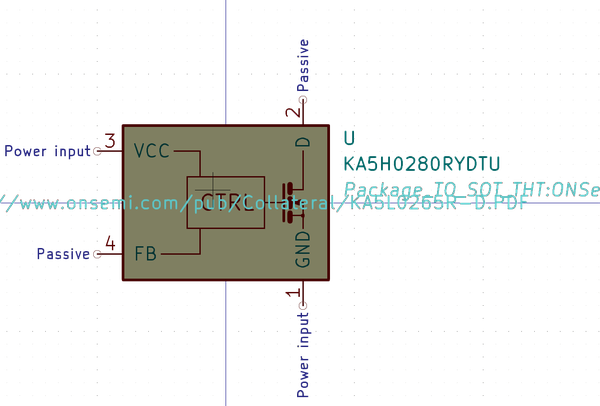 Passive
2
D
U
Power input
3
VCC
KA5H0280RYDTU
Package_TO_SOT_THT:ONSe
//www.onsemi.com/pub/Collateral/KA5L0265R-D.PDF
CTRL
Passive
4
FB
GND
1
Power input